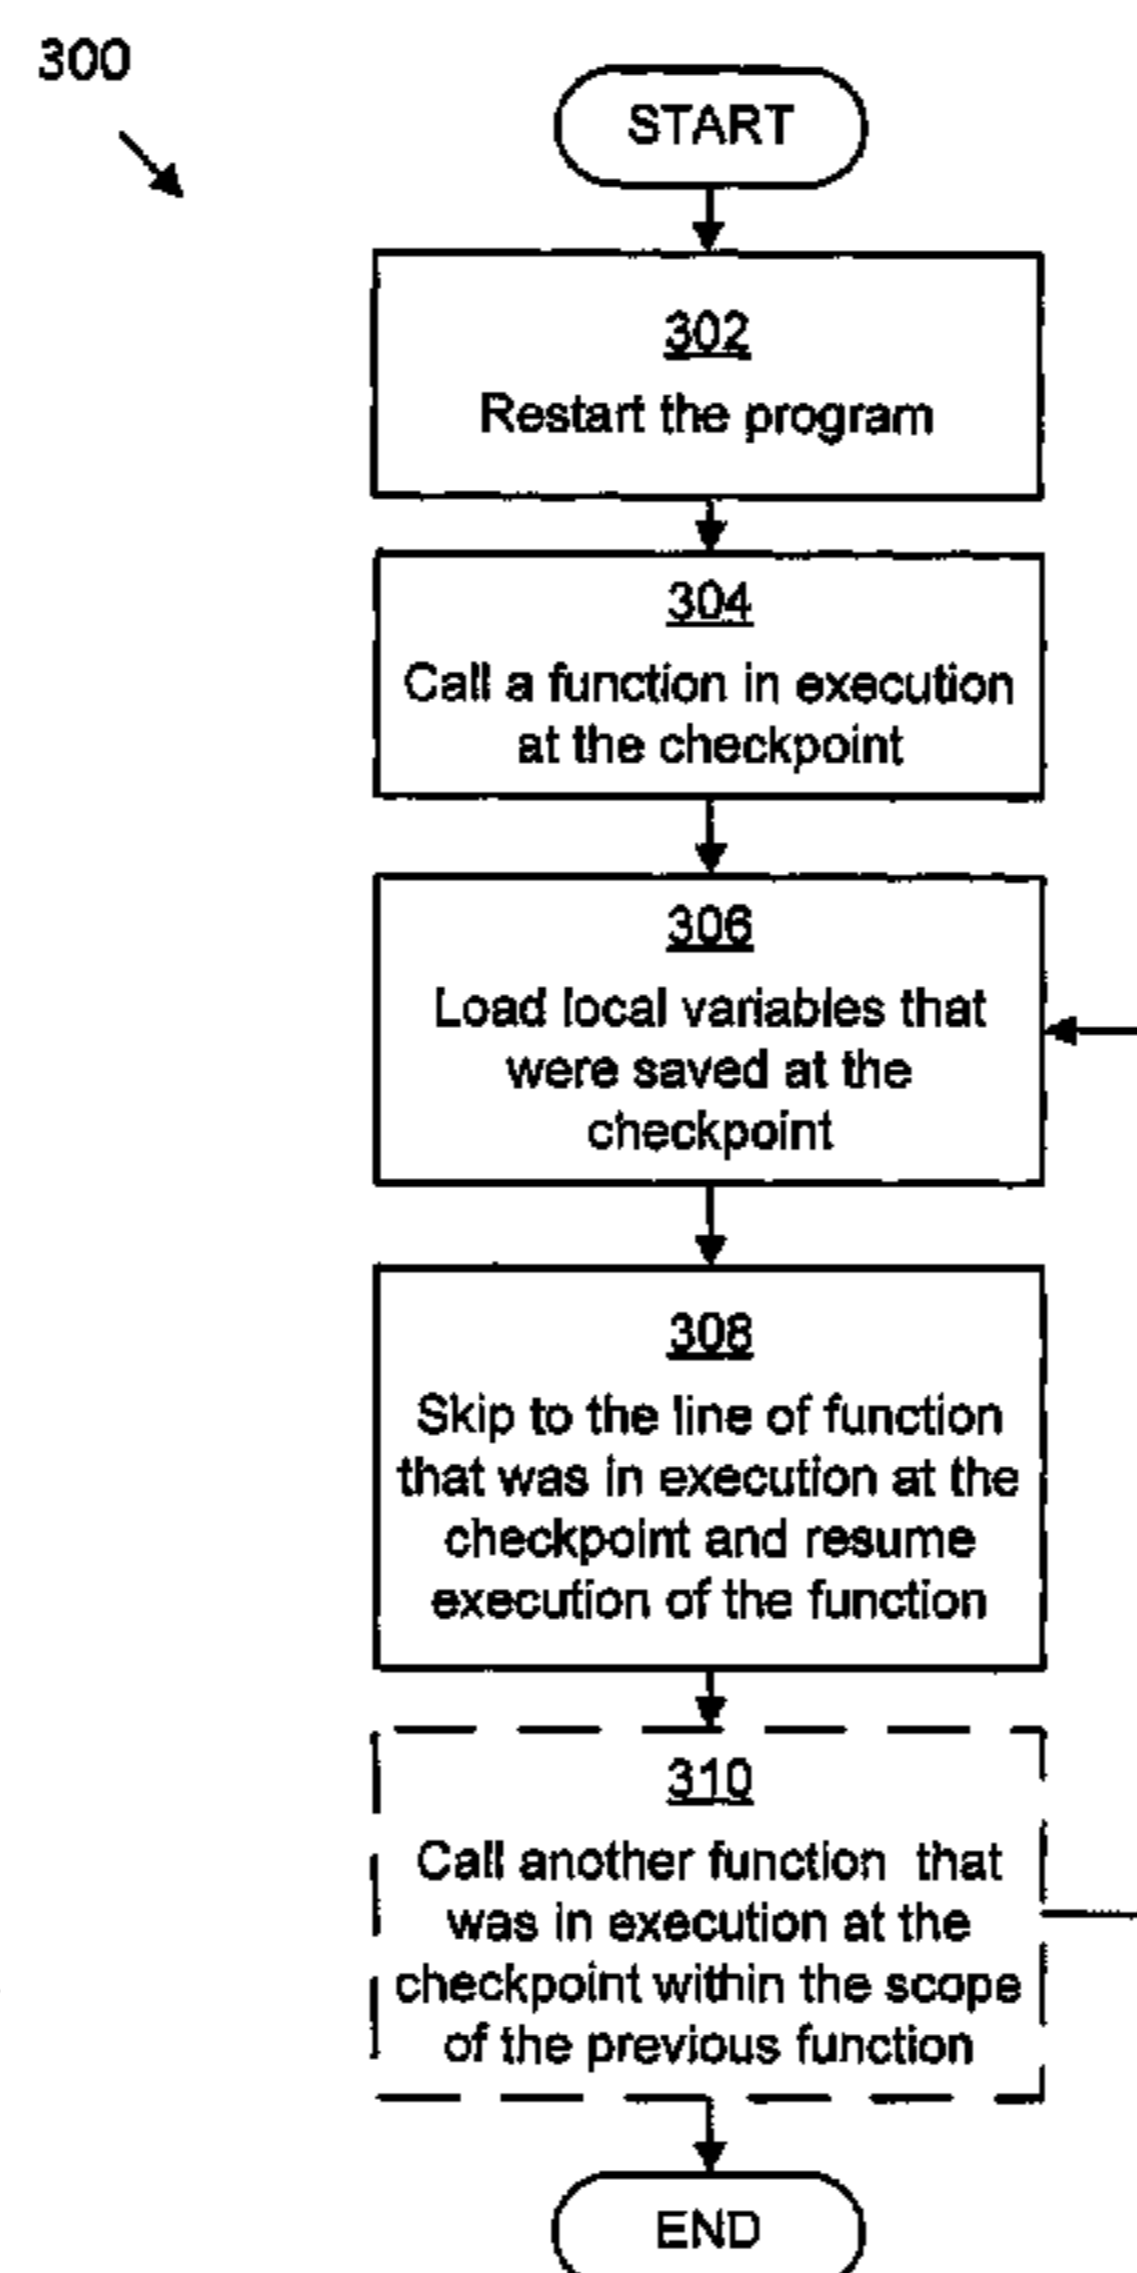 300
START
302
Restart the program
304
Call a function in execution
at the checkpoint
306
Load local variables that
were saved at the
checkpoint
308
Skip to the line of function
that was in execution at the
checkpoint and resume
execution of the function
310
Call another function that
was in execution at the
checkpoint within the scope
of the previous function
END